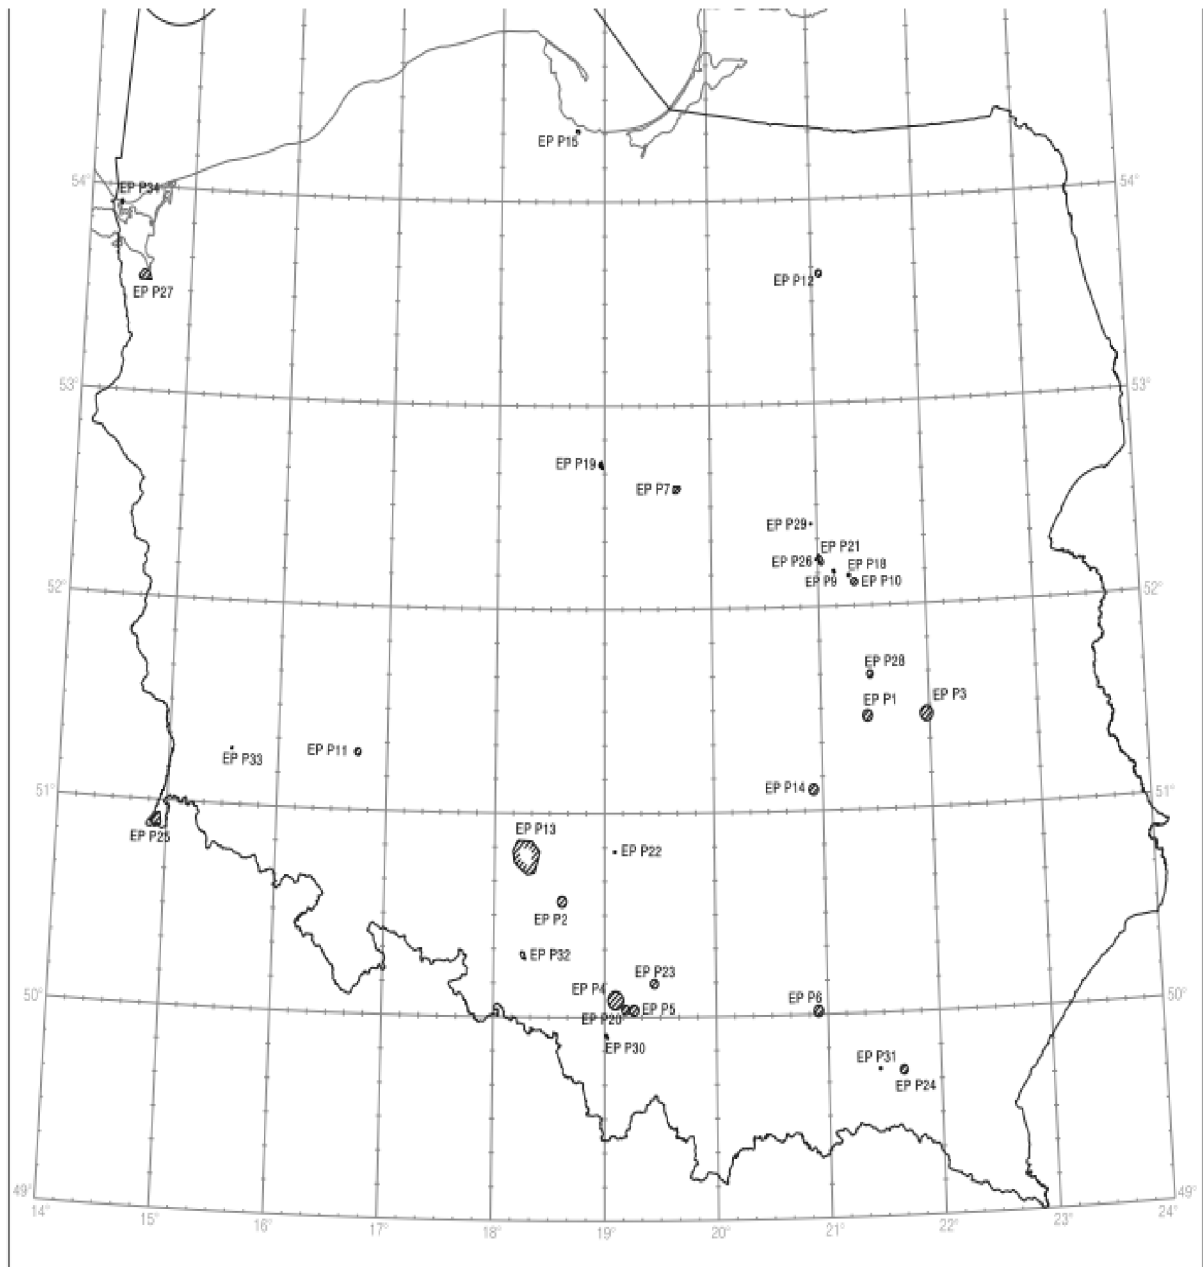 EP P15
54°
EP P34
54°
EP P27
EP P12
53°
53°
EP P19
EP P7
EP P29
EP P21
EP P26
EP P18
EP P9
EP P10
52°
52°
EP P28
EP P1
EP P3
EP P33
EP P11
EP P14
51°
51°
EP P25
EP P13
EP P22
EP P2
EP P32
EP P23
EP P4
EP P5
EP P20
EP P6
50°
50°
EP P30
EP P31
EP P24
49°
49°
14°
15°
16°
17°
18°
19°
20°
21°
22°
23°
24°